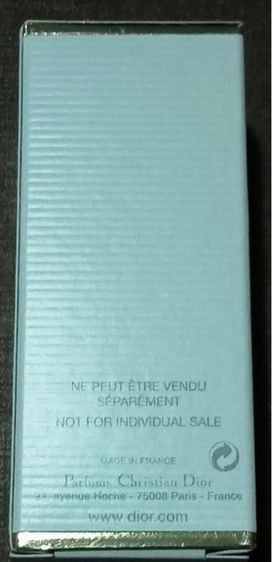 NE PEUT ÊTRE VENDU
SÉPARÉMENT
NOT FOR INDIVIDUAL SALE
MADE IN FRANCE
Parfums Christian Dior
33, avenue Hoche - 75008 Paris - France
www.dior.com